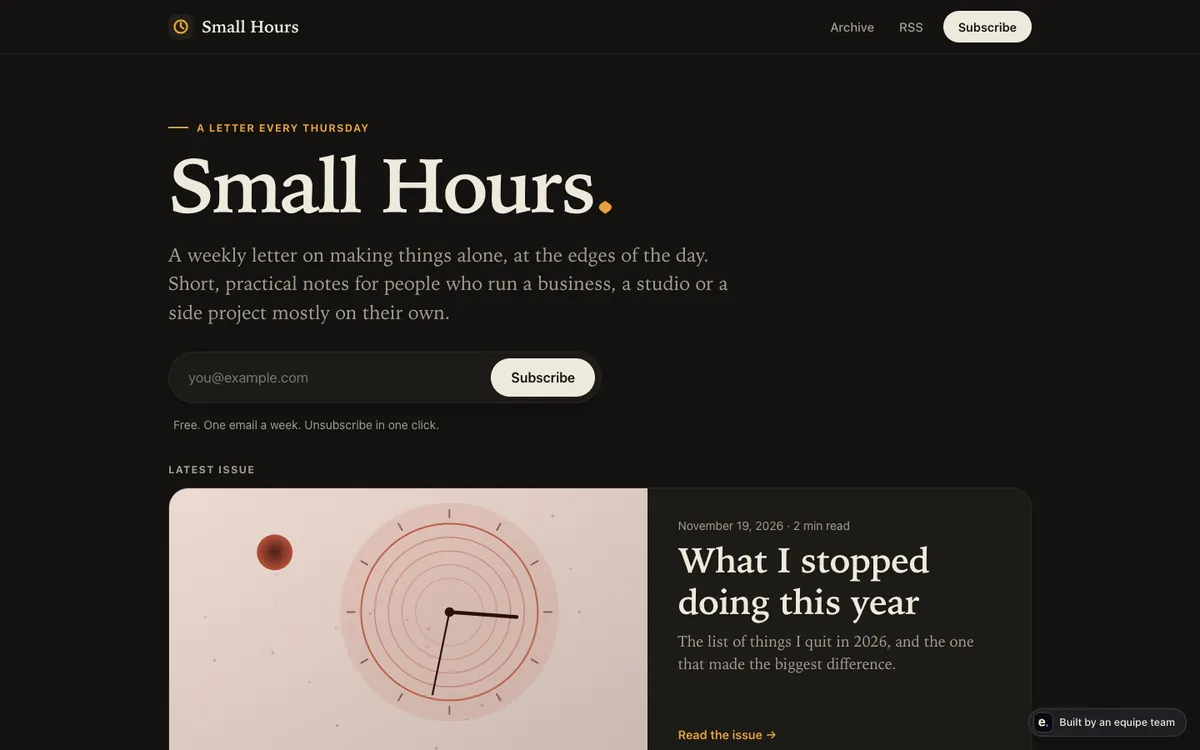 Small Hours
Archive
RSS
Subscribe
A LETTER EVERY THURSDAY
Small Hours.
A weekly letter on making things alone, at the edges of the day.
Short, practical notes for people who run a business, a studio or a
side project mostly on their own.
you@example.com
Subscribe
Free. One email a week. Unsubscribe in one click.
LATEST ISSUE
November 19, 2026 · 2 min read
What I stopped
doing this year
The list of things I quit in 2026, and the one
that made the biggest difference.
Read the issue →
e. Built by an equipe team